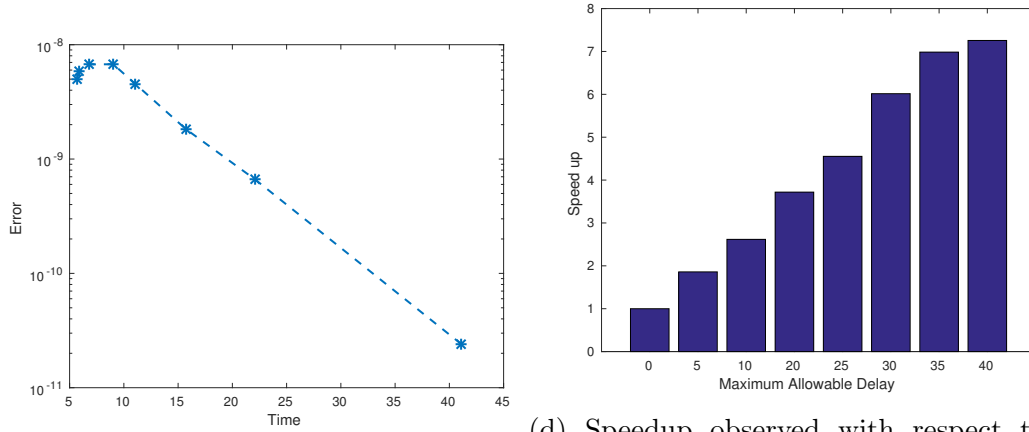 10^-8
10^-9
10^-10
10^-11
Error
5 10 15 20 25 30 35 40 45
Time
8
7
6
5
4
3
2
1
0
Speed up
0 5 10 20 25 30 35 40
Maximum Allowable Delay
(d) Speedup observed with respect